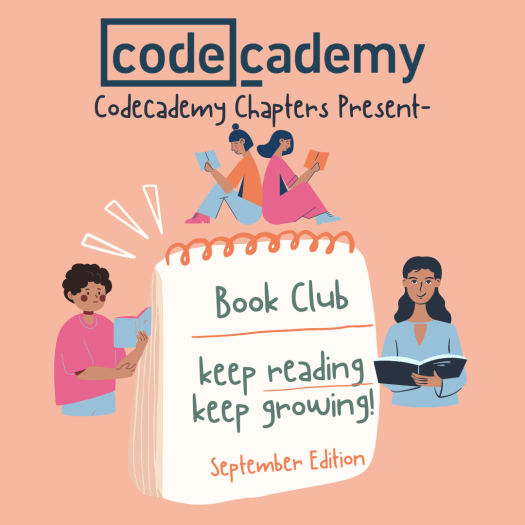 codecademy
Codecademy Chapters Present-
Book Club
keep reading
keep growing!
September Edition